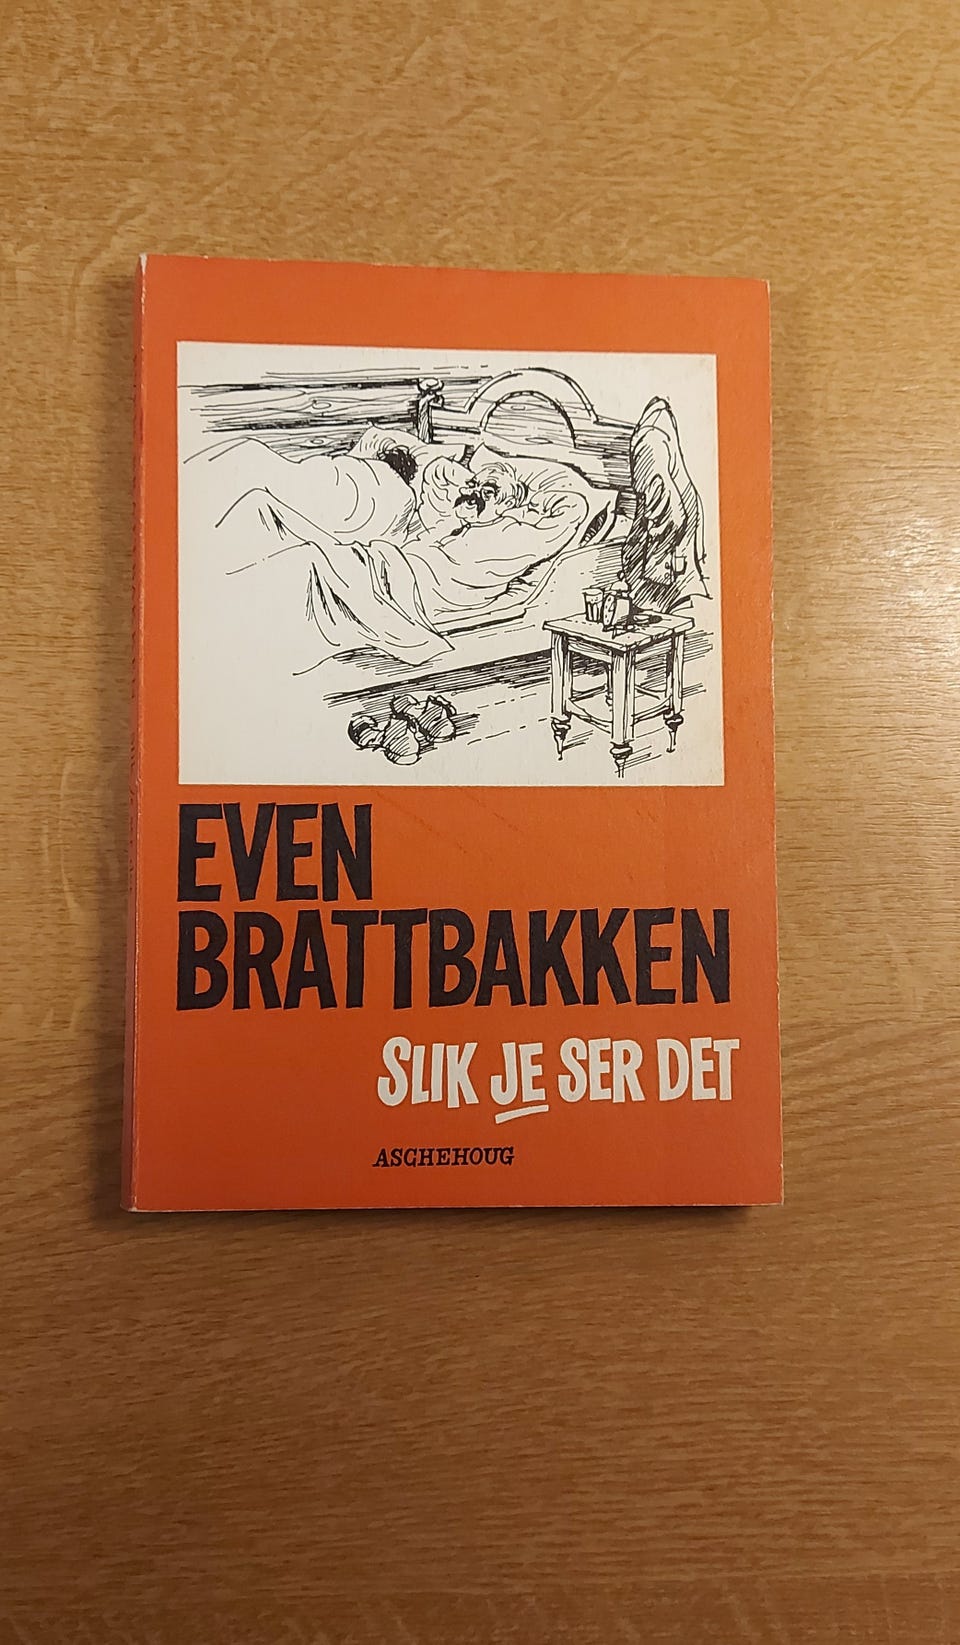 EVEN
BRATTBAKKEN
SLIK JE SER DET
ASCHEHOUG